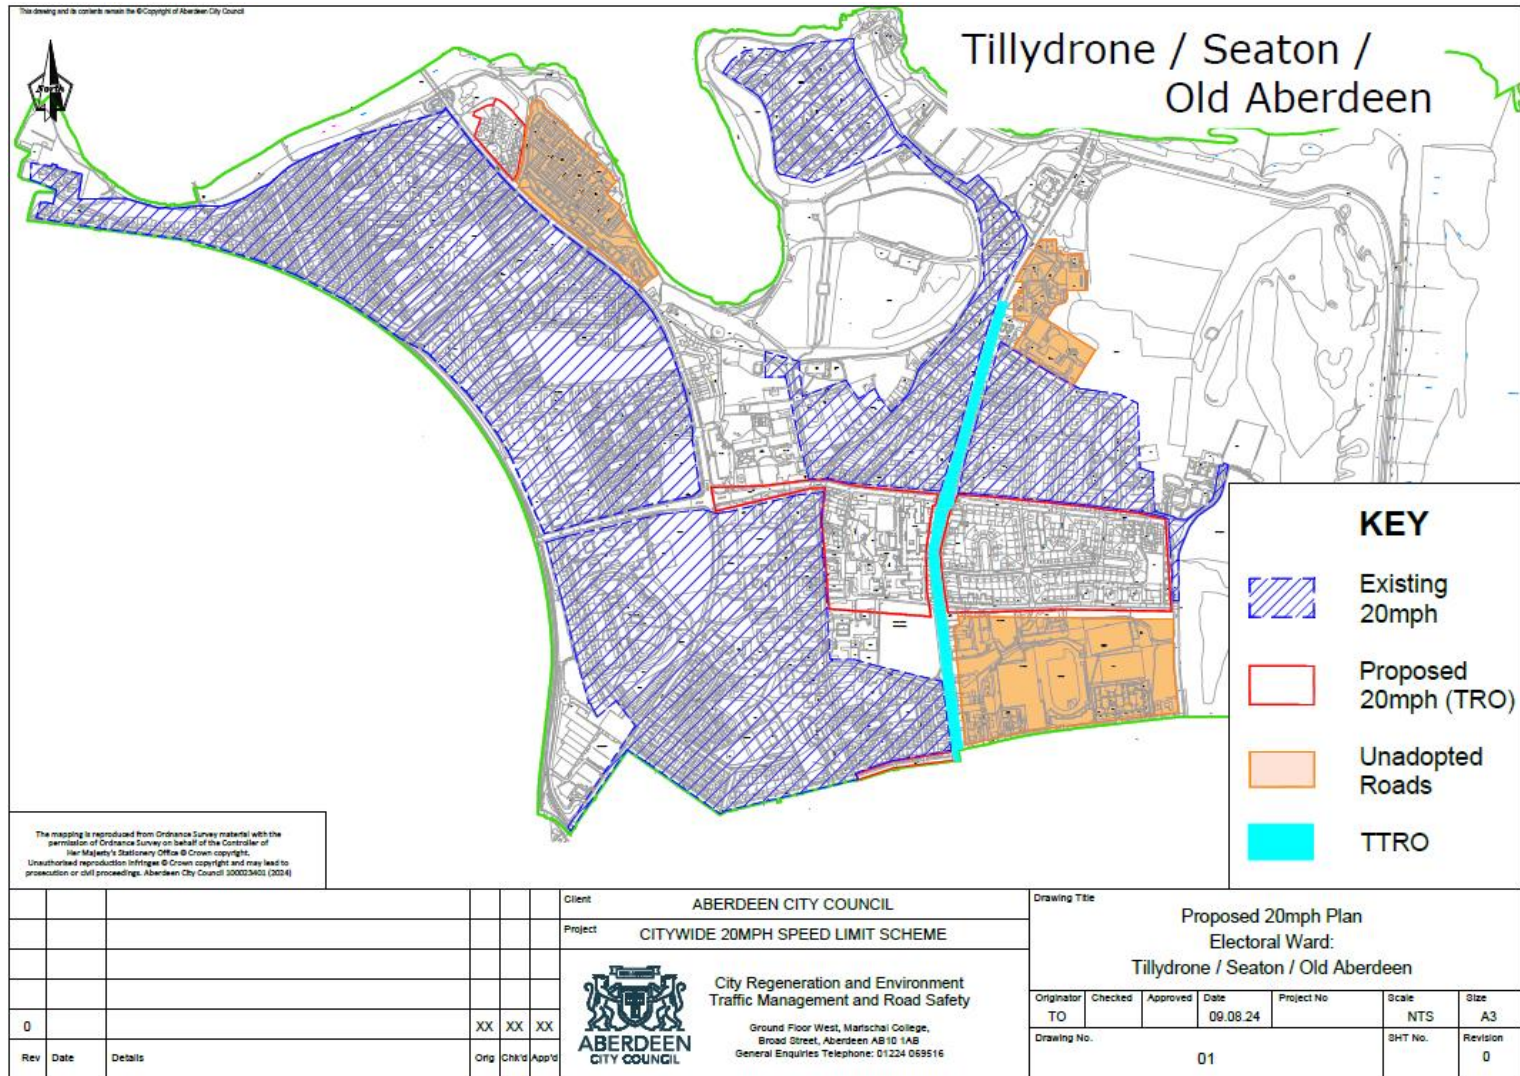 This drawing and its contents remain the © Copyright of Aberdeen City Council
North
Tillydrone / Seaton /
Old Aberdeen
KEY
Existing
20mph
Proposed
20mph (TRO)
Unadopted
Roads
TTRO
The mapping is reproduced from Ordnance Survey material with the
permission of Ordnance Survey on behalf of the Controller of
Her Majesty's Stationery Office © Crown copyright.
Unauthorised reproduction infringes © Crown copyright and may lead to
prosecution or civil proceedings. Aberdeen City Council 100023401 (2024)
0 XX XX XX
Rev Date Details Orig Chk'd App'd
Client ABERDEEN CITY COUNCIL
Project CITYWIDE 20MPH SPEED LIMIT SCHEME
ABERDEEN
CITY COUNCIL
City Regeneration and Environment
Traffic Management and Road Safety
Ground Floor West, Marischal College,
Broad Street, Aberdeen AB10 1AB
General Enquiries Telephone: 01224 069516
Drawing Title
Proposed 20mph Plan
Electoral Ward:
Tillydrone / Seaton / Old Aberdeen
Originator Checked Approved Date Project No Scale Size
TO 09.08.24 NTS A3
Drawing No. SHT No. Revision
01 0